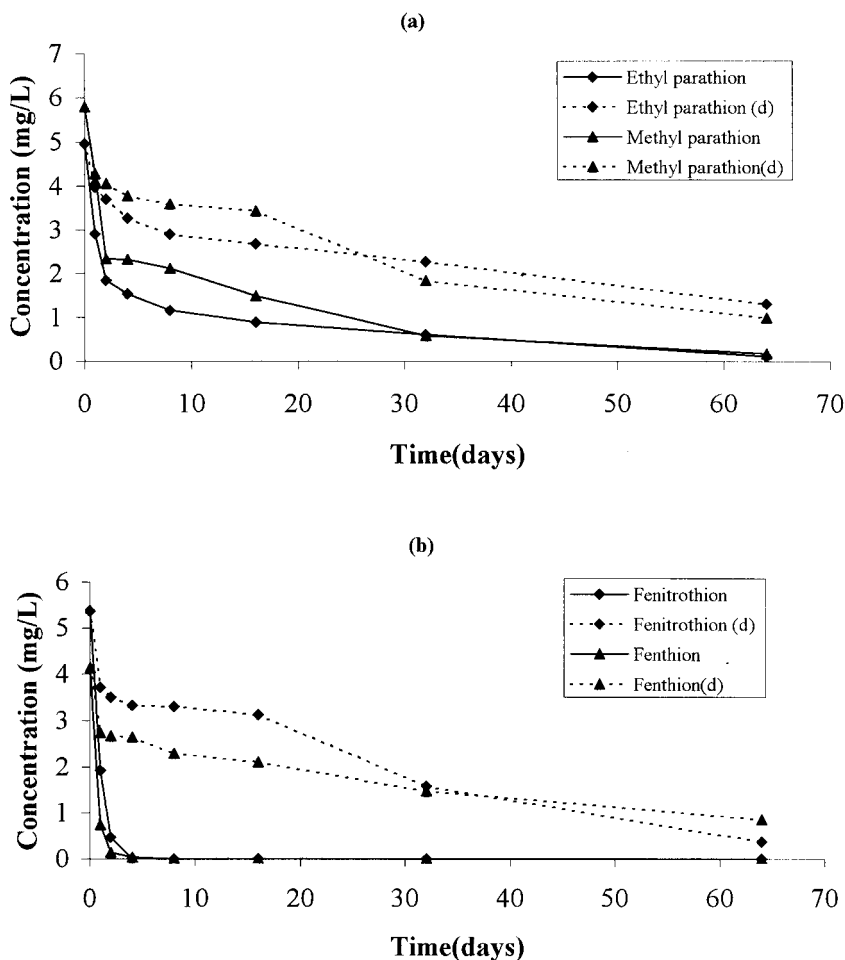 (a)
Concentration (mg/L)
7
6
5
4
3
2
1
0
Ethyl parathion
Ethyl parathion (d)
Methyl parathion
Methyl parathion(d)
0 10 20 30 40 50 60 70
Time(days)
(b)
Concentration (mg/L)
6
5
4
3
2
1
0
Fenitrothion
Fenitrothion (d)
Fenthion
Fenthion(d)
0 10 20 30 40 50 60 70
Time(days)